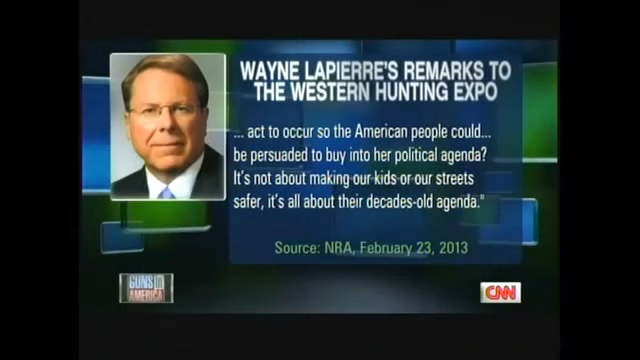 WAYNE LAPIERRE'S REMARKS TO
THE WESTERN HUNTING EXPO
... act to occur so the American people could...
be persuaded to buy into her political agenda?
It's not about making our kids or our streets
safer, it's all about their decades-old agenda."
Source: NRA, February 23, 2013
GUNS IN
AMERICA
CNN